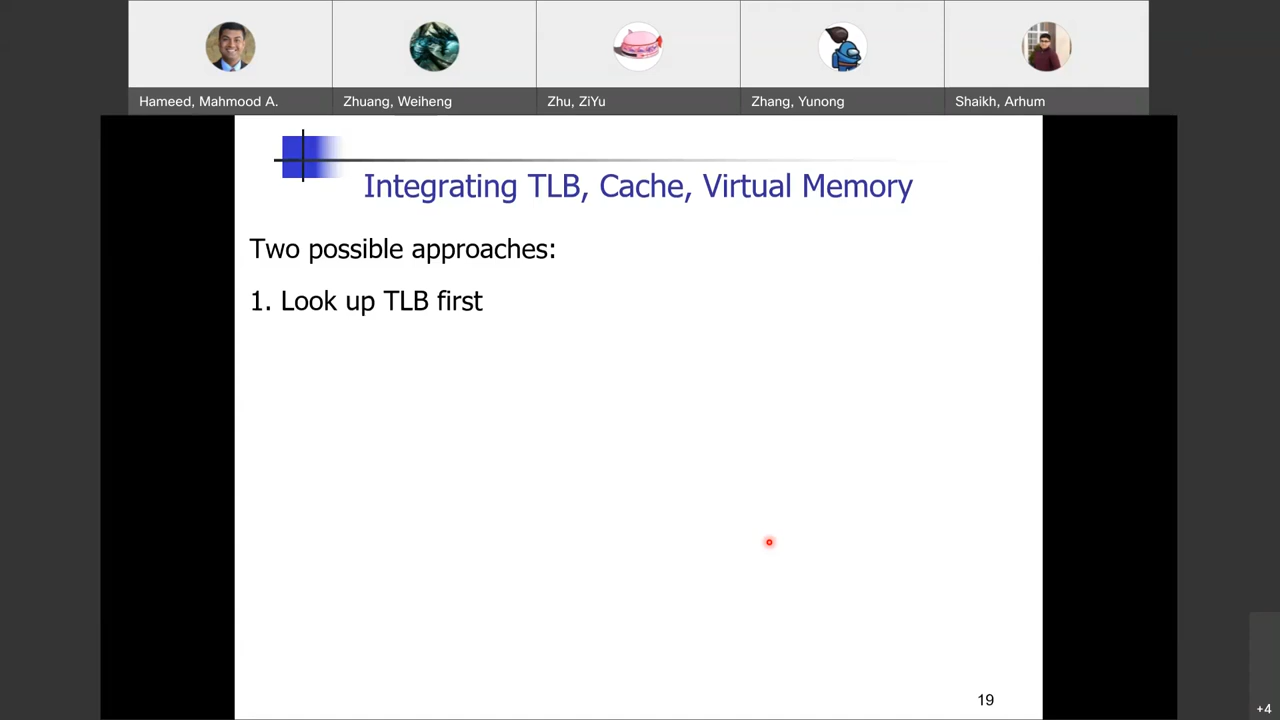 Hameed, Mahmood A.
Zhuang, Weiheng
Zhu, ZiYu
Zhang, Yunong
Shaikh, Arhum
Integrating TLB, Cache, Virtual Memory
Two possible approaches:
1. Look up TLB first
19
+4